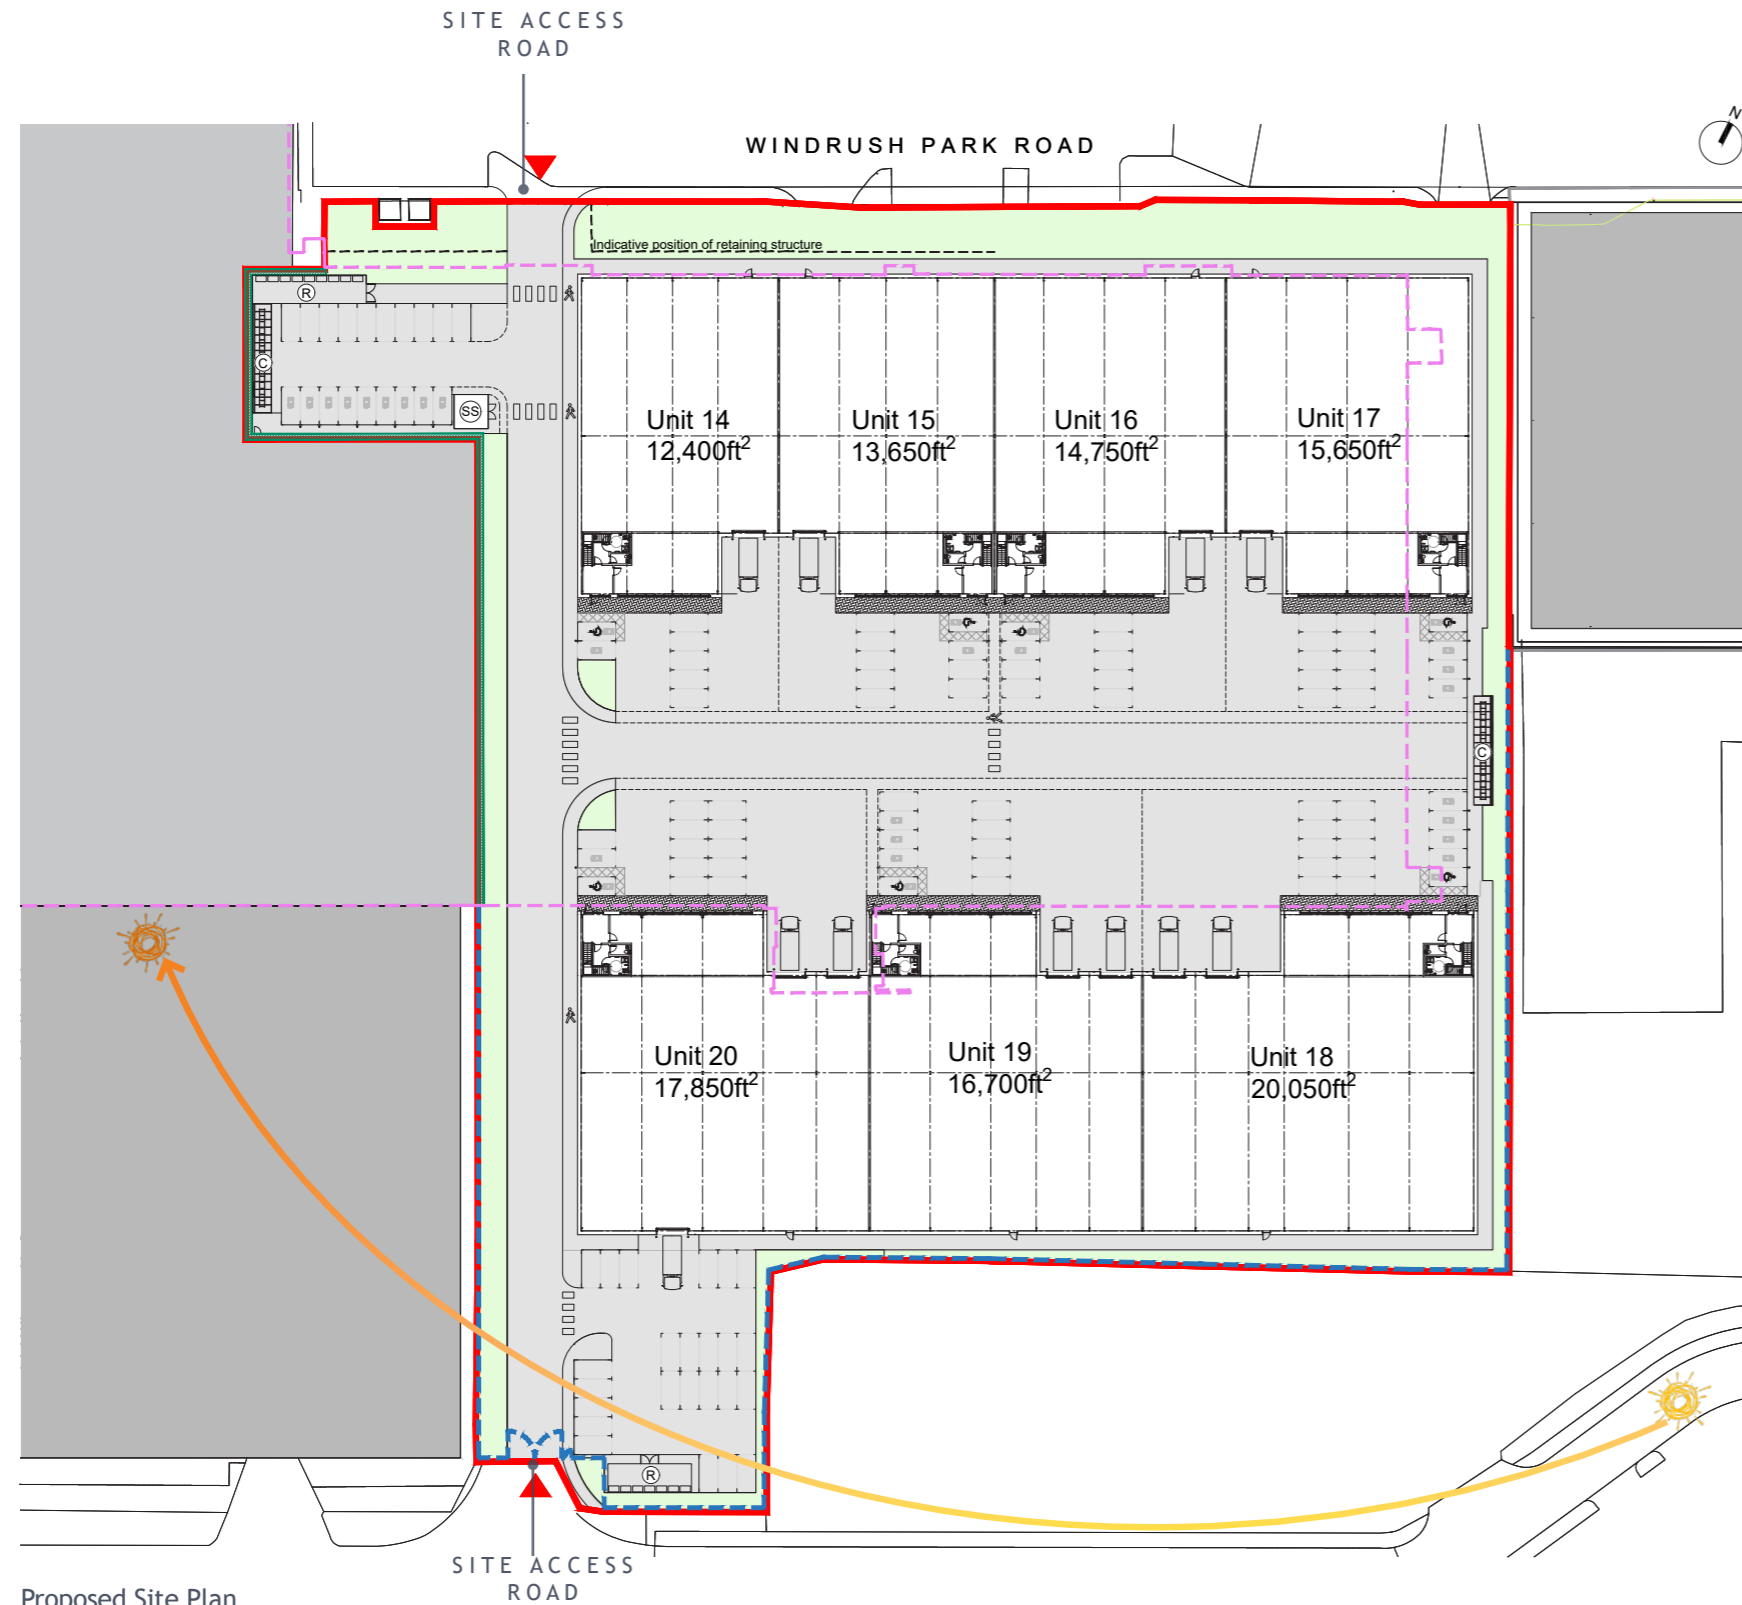 SITE ACCESS
ROAD
N
WINDRUSH PARK ROAD
Indicative position of retaining structure
R
C
SS
Unit 14
12,400ft²
Unit 15
13,650ft²
Unit 16
14,750ft²
Unit 17
15,650ft²
C
Unit 20
17,850ft²
Unit 19
16,700ft²
Unit 18
20,050ft²
R
SITE ACCESS
ROAD
Proposed Site Plan